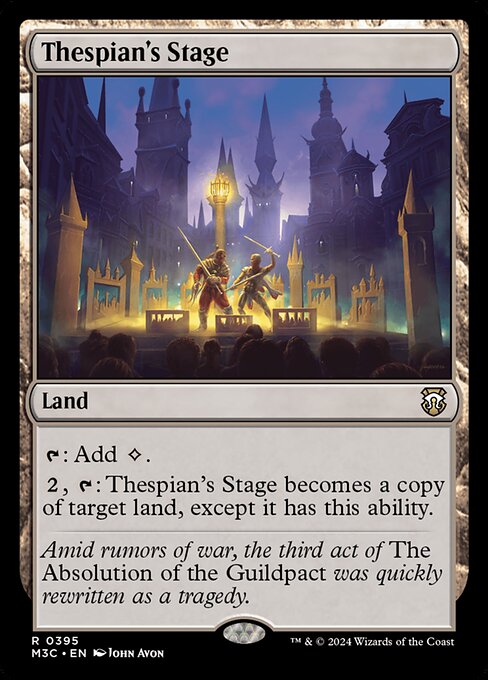 Thespian's Stage
Land
: Add .
2, : Thespian's Stage becomes a copy
of target land, except it has this ability.
Amid rumors of war, the third act of The
Absolution of the Guildpact was quickly
rewritten as a tragedy.
R 0395
M3C • EN John Avon
™ & © 2024 Wizards of the Coast